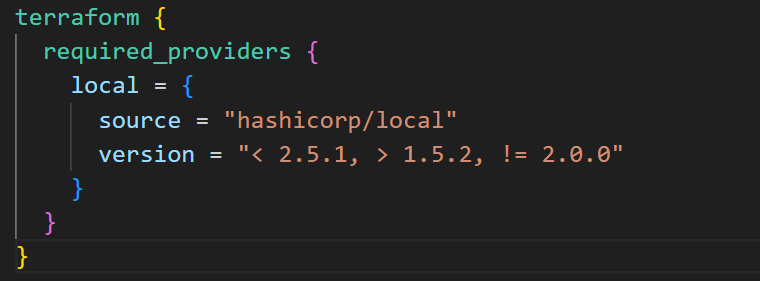 terraform {
  required_providers {
    local = {
      source = "hashicorp/local"
      version = "< 2.5.1, > 1.5.2, != 2.0.0"
    }
  }
}